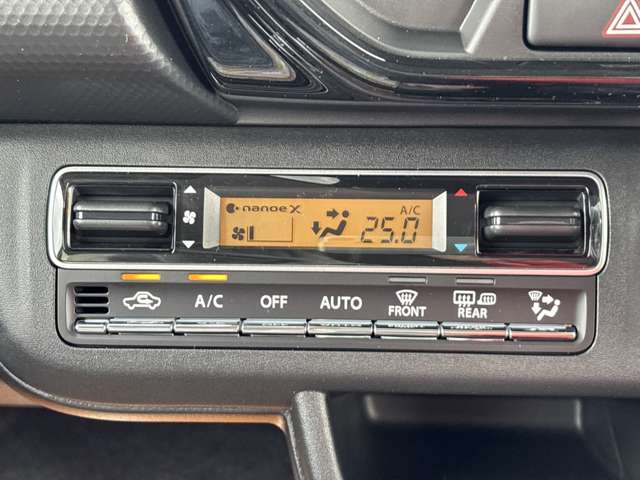 nanoe X
A/C
25.0
A/C
OFF
AUTO
FRONT
REAR